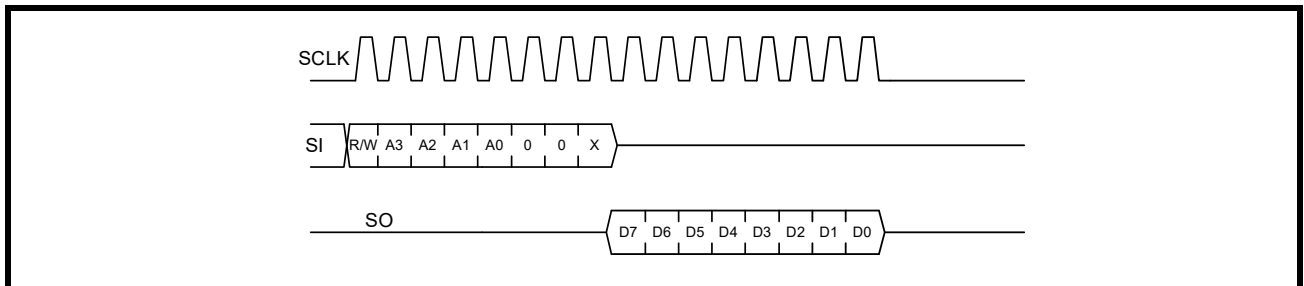 SCLK
SI R/W A3 A2 A1 A0 0 0 X
SO
D7 D6 D5 D4 D3 D2 D1 D0